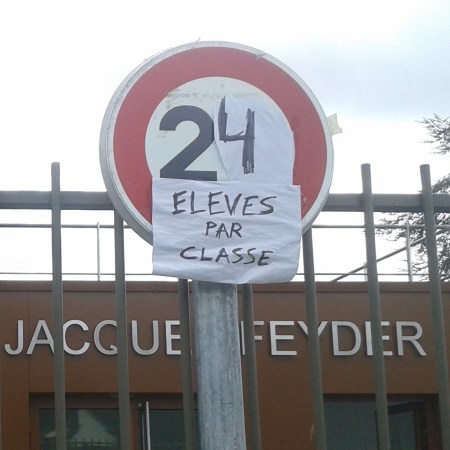 24
ELEVES
PAR
CLASSE
JACQUE FEYDER